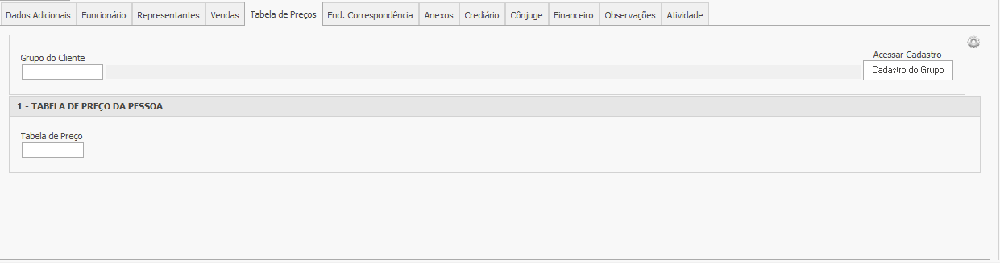 Dados Adicionais Funcionário Representantes Vendas Tabela de Preços End. Correspondência Anexos Crediário Cônjuge Financeiro Observações Atividade
Grupo do Cliente
...
Acessar Cadastro
Cadastro do Grupo
1 - TABELA DE PREÇO DA PESSOA
Tabela de Preço
...